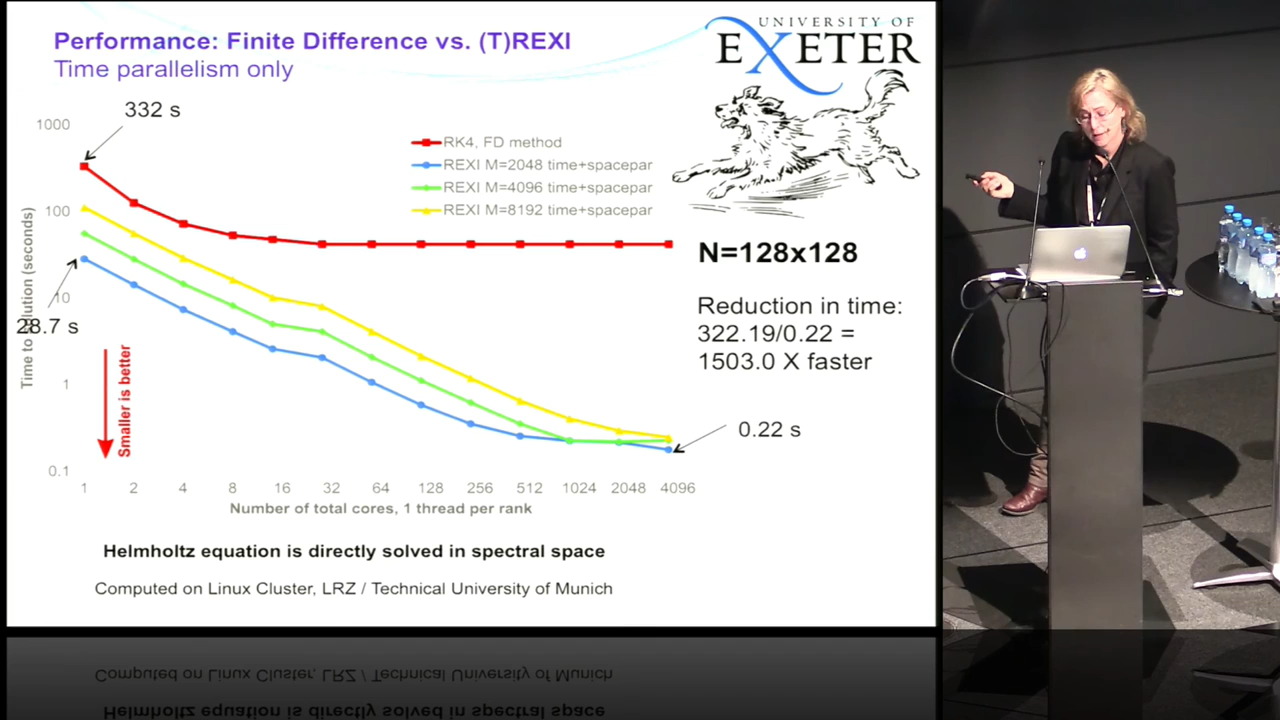 Performance: Finite Difference vs. (T)REXI
Time parallelism only
UNIVERSITY OF
EXETER
332 s
1000
100
10
1
0.1
Time to solution (seconds)
28.7 s
Smaller is better
RK4, FD method
REXI M=2048 time+spacepar
REXI M=4096 time+spacepar
REXI M=8192 time+spacepar
N=128x128
Reduction in time:
322.19/0.22 =
1503.0 X faster
0.22 s
1 2 4 8 16 32 64 128 256 512 1024 2048 4096
Number of total cores, 1 thread per rank
Helmholtz equation is directly solved in spectral space
Computed on Linux Cluster, LRZ / Technical University of Munich